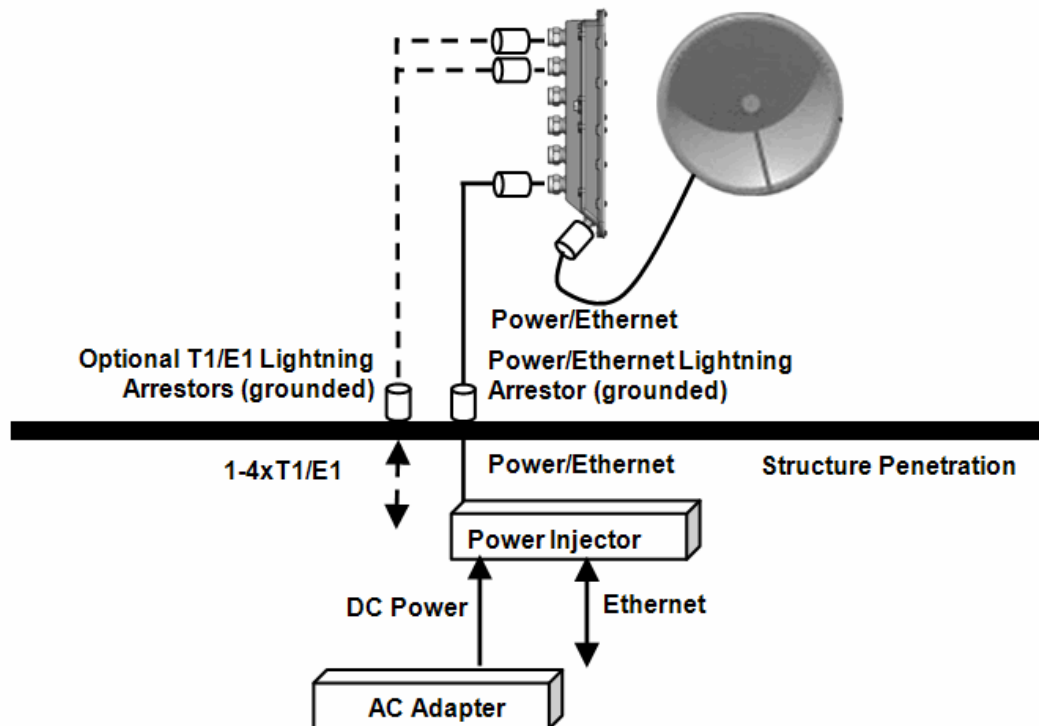 Power/Ethernet
Optional T1/E1 Lightning
Arrestors (grounded)
Power/Ethernet Lightning
Arrestor (grounded)
1-4xT1/E1
Power/Ethernet
Structure Penetration
Power Injector
DC Power
Ethernet
AC Adapter